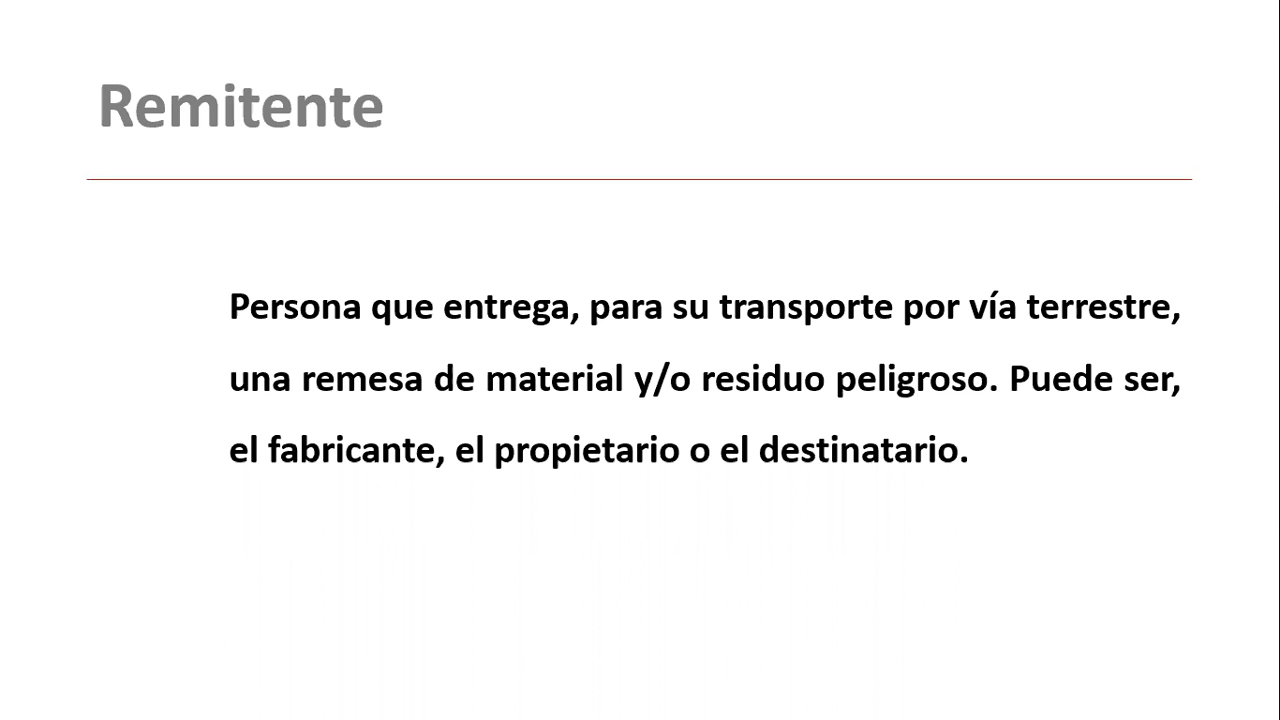 Remitente
Persona que entrega, para su transporte por vía terrestre,
una remesa de material y/o residuo peligroso. Puede ser,
el fabricante, el propietario o el destinatario.